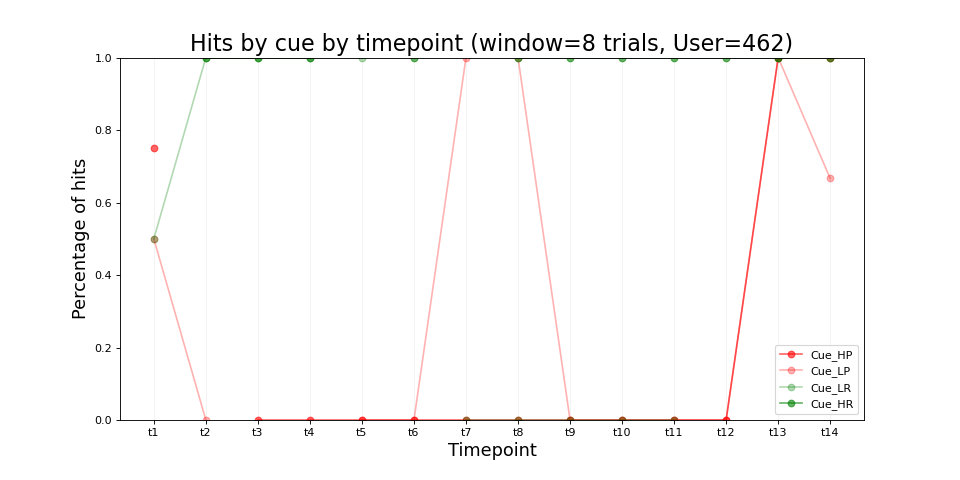 Hits by cue by timepoint (window=8 trials, User=462)
Percentage of hits
1.0
0.8
0.6
0.4
0.2
0.0
t1 t2 t3 t4 t5 t6 t7 t8 t9 t10 t11 t12 t13 t14
Timepoint
Cue_HP
Cue_LP
Cue_LR
Cue_HR